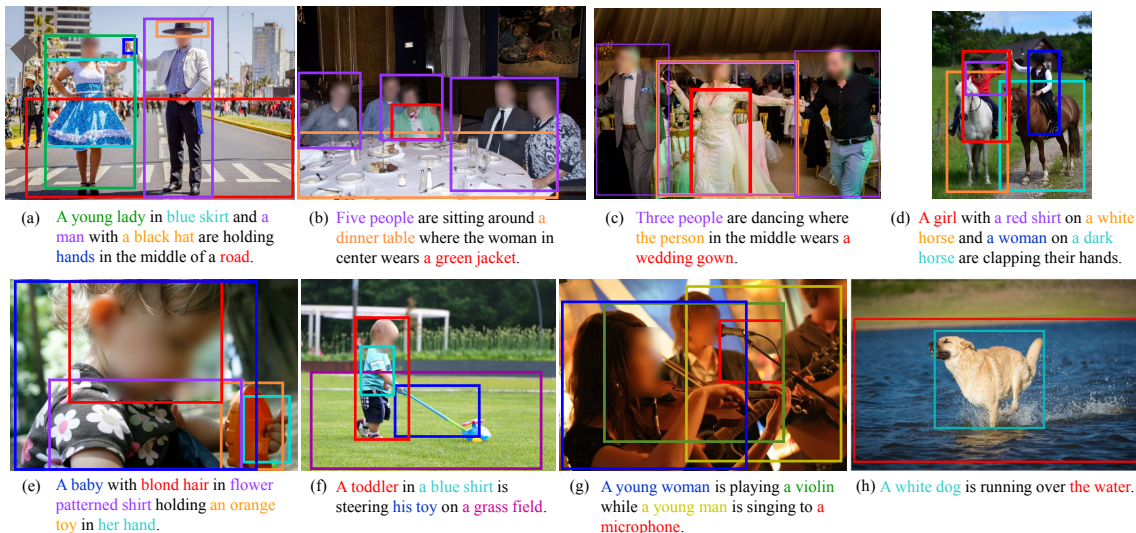 (a) A young lady in blue skirt and a
man with a black hat are holding
hands in the middle of a road.
(b) Five people are sitting around a
dinner table where the woman in
center wears a green jacket.
(c) Three people are dancing where
the person in the middle wears a
wedding gown.
(d) A girl with a red shirt on a white
horse and a woman on a dark
horse are clapping their hands.
(e) A baby with blond hair in flower
patterned shirt holding an orange
toy in her hand.
(f) A toddler in a blue shirt is
steering his toy on a grass field.
(g) A young woman is playing a violin
while a young man is singing to a
microphone.
(h) A white dog is running over the water.